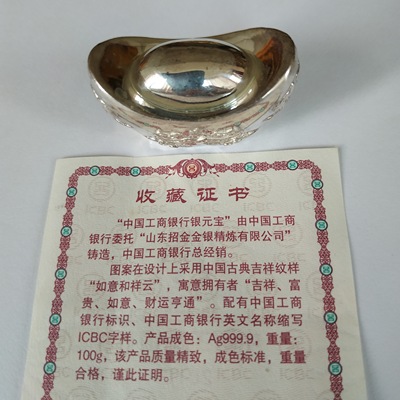 收藏证书
“中国工商银行银元宝”由中国工商
银行委托“山东招金金银精炼有限公司”
铸造，中国工商银行总经销。
图案在设计上采用中国古典吉祥纹样
“如意和祥云”，寓意拥有者“吉祥、富
贵、如意、财运亨通”。配有中国工商
银行标识、中国工商银行英文名称缩写
ICBC字样。产品成色：Ag999.9，重量：
100g，该产品质量精致，成色标准，重量
合格，谨此证明。